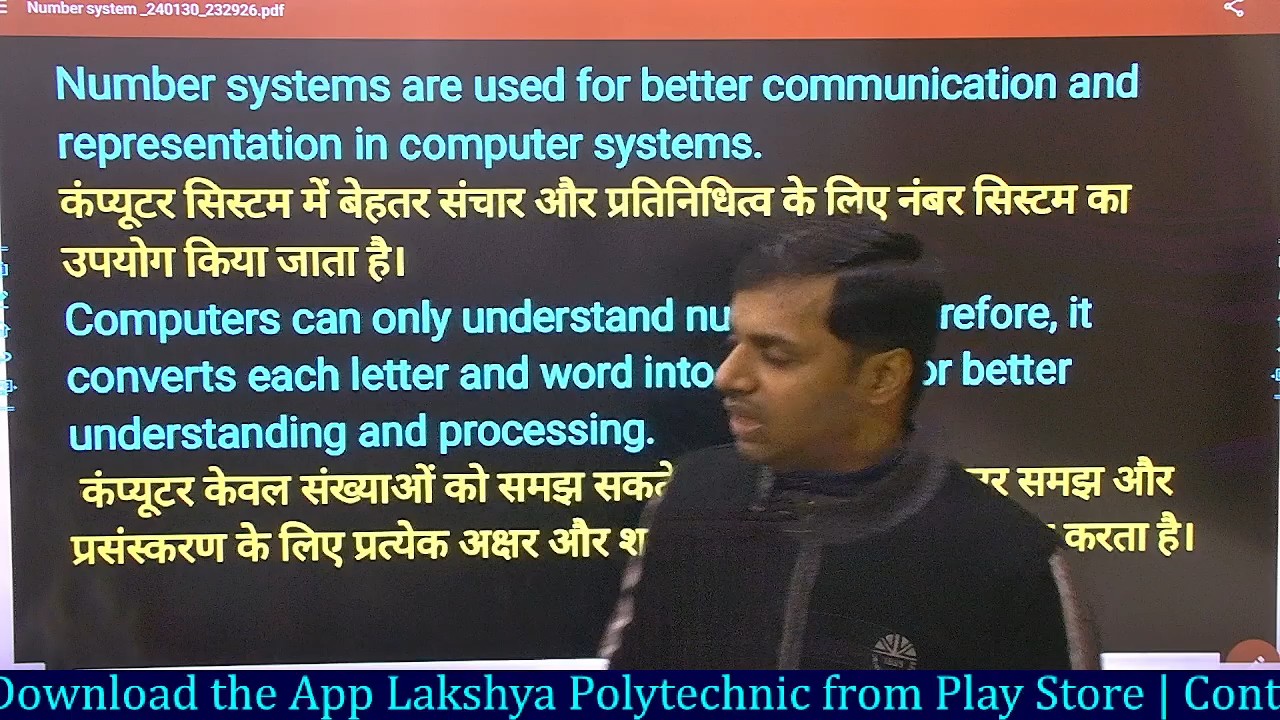 Number system _240130_232926.pdf
Number systems are used for better communication and
representation in computer systems.
कंप्यूटर सिस्टम में बेहतर संचार और प्रतिनिधित्व के लिए नंबर सिस्टम का
उपयोग किया जाता है।
Computers can only understand nu refore, it
converts each letter and word into or better
understanding and processing.
कंप्यूटर केवल संख्याओं को समझ सकते र समझ और
प्रसंस्करण के लिए प्रत्येक अक्षर और श करता है।
Download the App Lakshya Polytechnic from Play Store | Cont